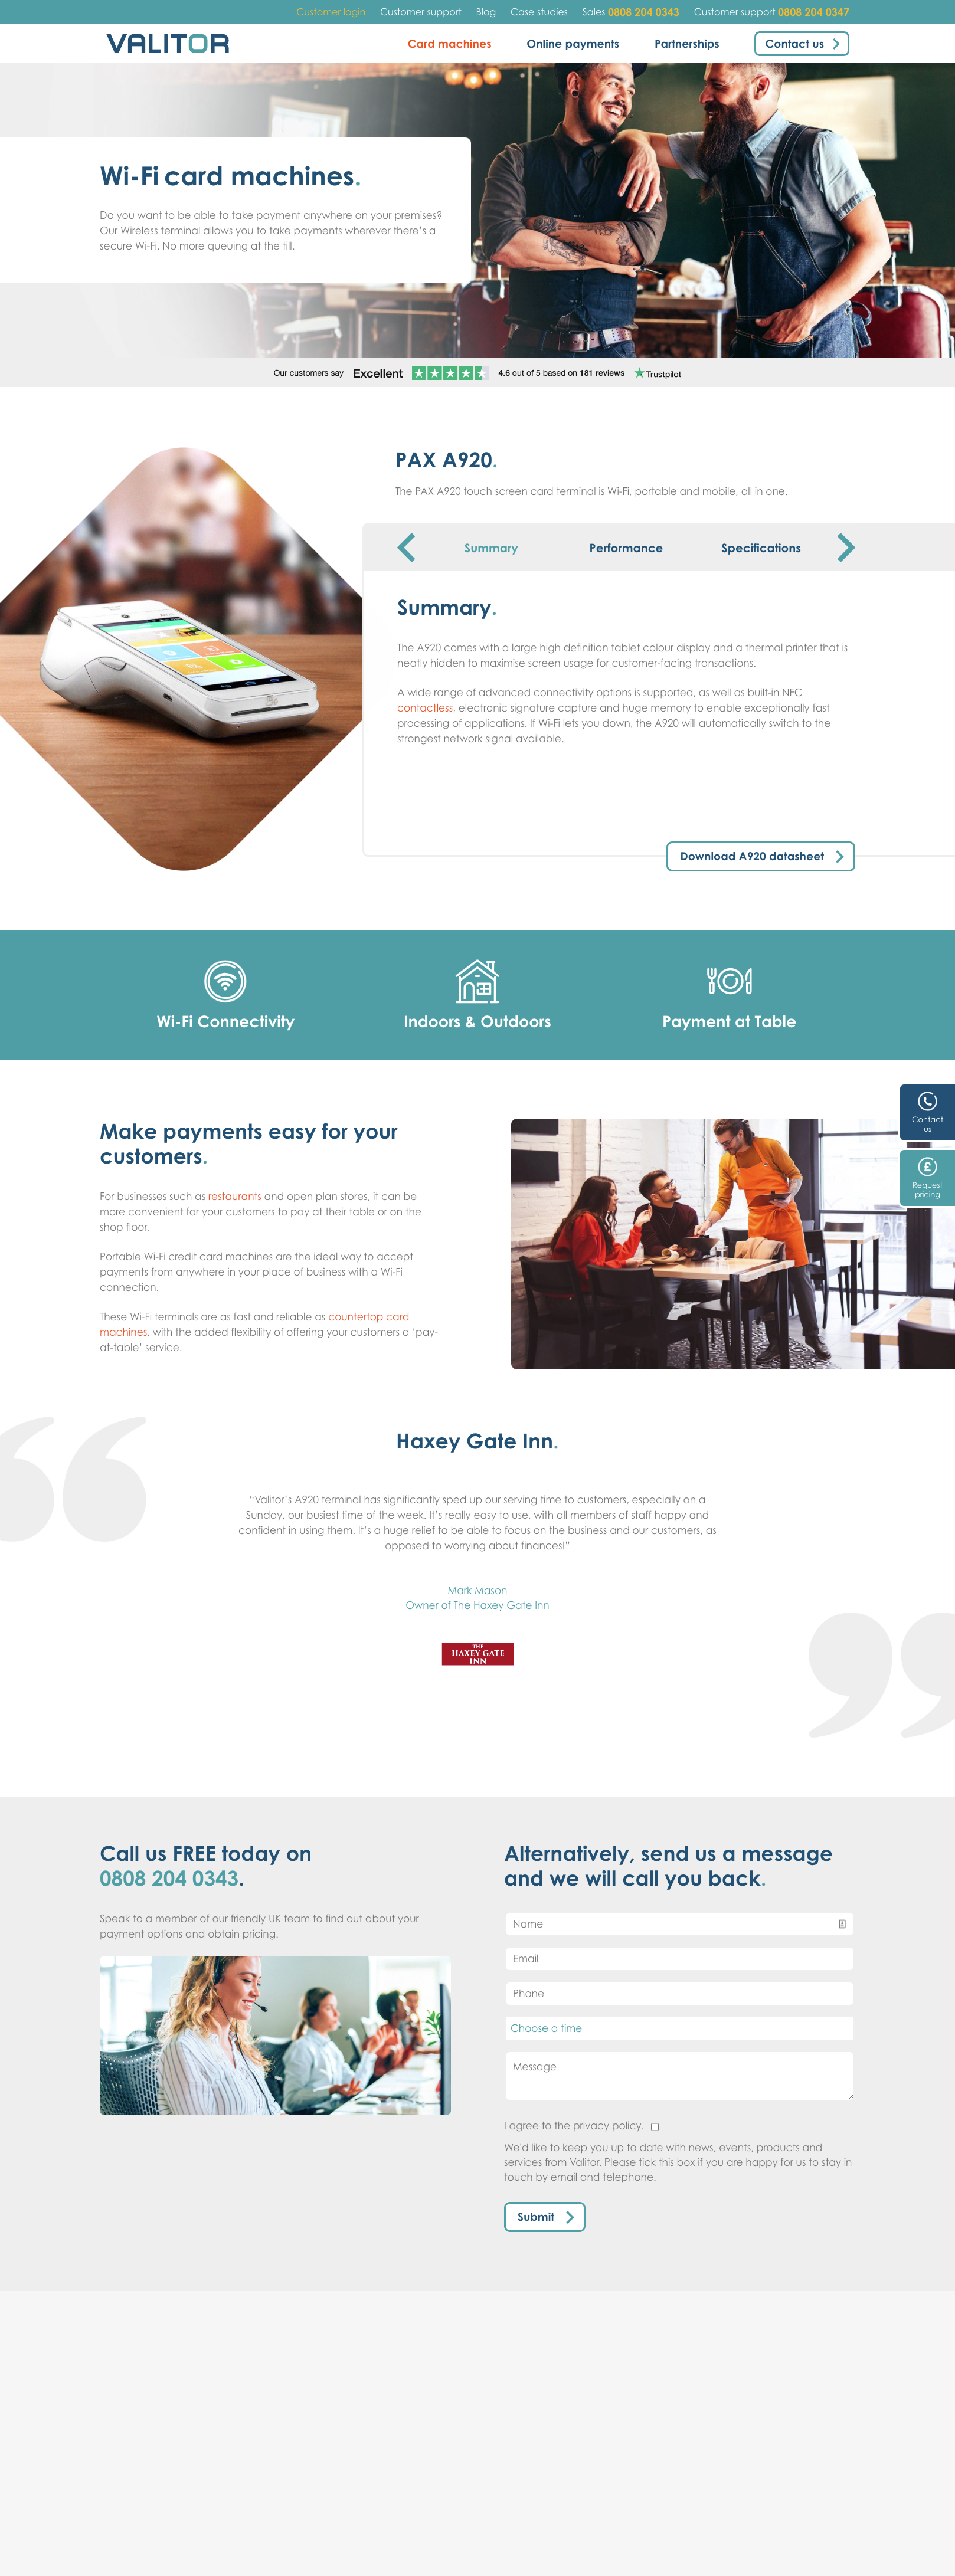 Customer login Customer support Blog Case studies Sales 0808 204 0343 Customer support 0808 204 0347
VALITOR Card machines Online payments Partnerships Contact us
Wi-Fi card machines.
Do you want to be able to take payment anywhere on your premises?
Our Wireless terminal allows you to take payments wherever there's a
secure Wi-Fi. No more queuing at the till.
Our customers say Excellent 4.6 out of 5 based on 181 reviews Trustpilot
PAX A920.
The PAX A920 touch screen card terminal is Wi-Fi, portable and mobile, all in one.
Summary Performance Specifications
Summary.
The A920 comes with a large high definition tablet colour display and a thermal printer that is
neatly hidden to maximise screen usage for customer-facing transactions.
A wide range of advanced connectivity options is supported, as well as built-in NFC
contactless, electronic signature capture and huge memory to enable exceptionally fast
processing of applications. If Wi-Fi lets you down, the A920 will automatically switch to the
strongest network signal available.
Download A920 datasheet
Wi-Fi Connectivity Indoors & Outdoors Payment at Table
Contact
us
Request
pricing
Make payments easy for your
customers.
For businesses such as restaurants and open plan stores, it can be
more convenient for your customers to pay at their table or on the
shop floor.
Portable Wi-Fi credit card machines are the ideal way to accept
payments from anywhere in your place of business with a Wi-Fi
connection.
These Wi-Fi terminals are as fast and reliable as countertop card
machines, with the added flexibility of offering your customers a ‘pay-
at-table’ service.
Haxey Gate Inn.
“Valitor’s A920 terminal has significantly sped up our serving time to customers, especially on a
Sunday, our busiest time of the week. It’s really easy to use, with all members of staff happy and
confident in using them. It’s a huge relief to be able to focus on the business and our customers, as
opposed to worrying about finances!”
Mark Mason
Owner of The Haxey Gate Inn
THE
HAXEY GATE
INN
Call us FREE today on
0808 204 0343.
Speak to a member of our friendly UK team to find out about your
payment options and obtain pricing.
Alternatively, send us a message
and we will call you back.
Name
Email
Phone
Choose a time
Message
I agree to the privacy policy.
We'd like to keep you up to date with news, events, products and
services from Valitor. Please tick this box if you are happy for us to stay in
touch by email and telephone.
Submit